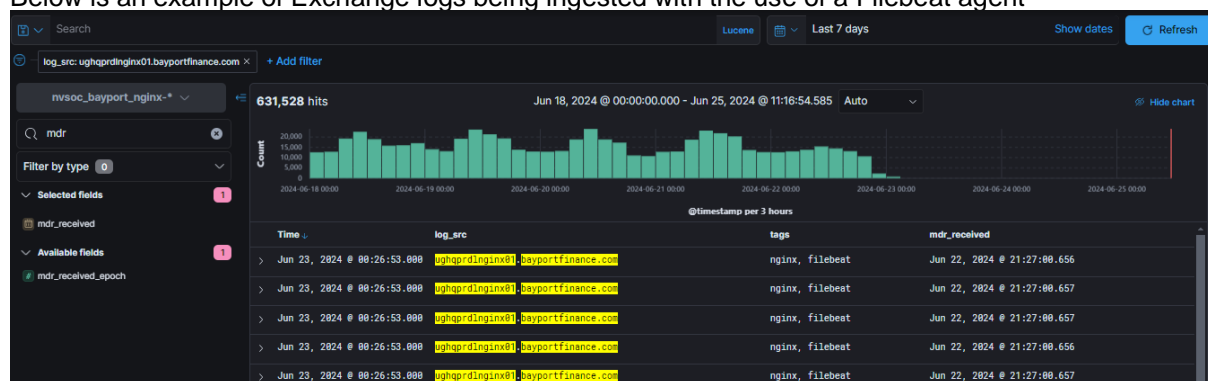 Below is an example of Exchange logs being ingested with the use of a Filebeat agent
Search
Lucene
Last 7 days
Show dates
Refresh
log_src: ughqprdlnginx01.bayportfinance.com ×
+ Add filter
nvsoc_bayport_nginx-*
631,528 hits
Jun 18, 2024 @ 00:00:00.000 - Jun 25, 2024 @ 11:16:54.585
Auto
Hide chart
mdr
Filter by type 0
Selected fields 1
mdr_received
Available fields 1
mdr_received_epoch
Count
20,000
15,000
10,000
5,000
0
2024-06-18 00:00
2024-06-19 00:00
2024-06-20 00:00
2024-06-21 00:00
2024-06-22 00:00
2024-06-23 00:00
2024-06-24 00:00
2024-06-25 00:00
@timestamp per 3 hours
Time log_src tags mdr_received
Jun 23, 2024 @ 00:26:53.000 ughqprdlnginx01.bayportfinance.com nginx, filebeat Jun 22, 2024 @ 21:27:00.656
Jun 23, 2024 @ 00:26:53.000 ughqprdlnginx01.bayportfinance.com nginx, filebeat Jun 22, 2024 @ 21:27:00.657
Jun 23, 2024 @ 00:26:53.000 ughqprdlnginx01.bayportfinance.com nginx, filebeat Jun 22, 2024 @ 21:27:00.657
Jun 23, 2024 @ 00:26:53.000 ughqprdlnginx01.bayportfinance.com nginx, filebeat Jun 22, 2024 @ 21:27:00.656
Jun 23, 2024 @ 00:26:53.000 ughqprdlnginx01.bayportfinance.com nginx, filebeat Jun 22, 2024 @ 21:27:00.657